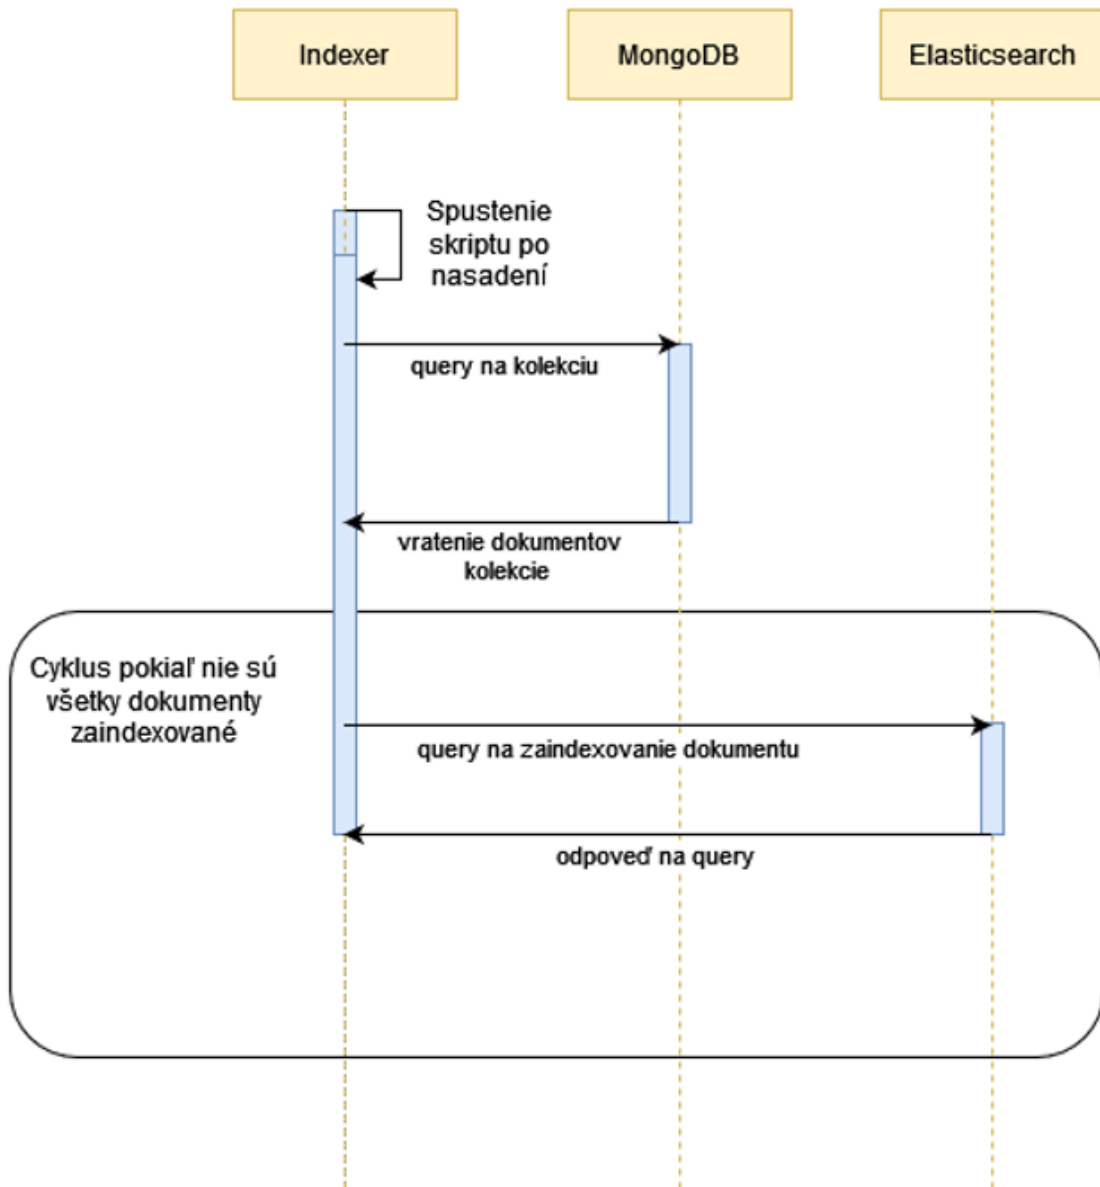 Indexer
MongoDB
Elasticsearch
Spustenie
skriptu po
nasadení
query na kolekciu
vratenie dokumentov
kolekcie
Cyklus pokiaľ nie sú
všetky dokumenty
zaindexované
query na zaindexovanie dokumentu
odpoveď na query